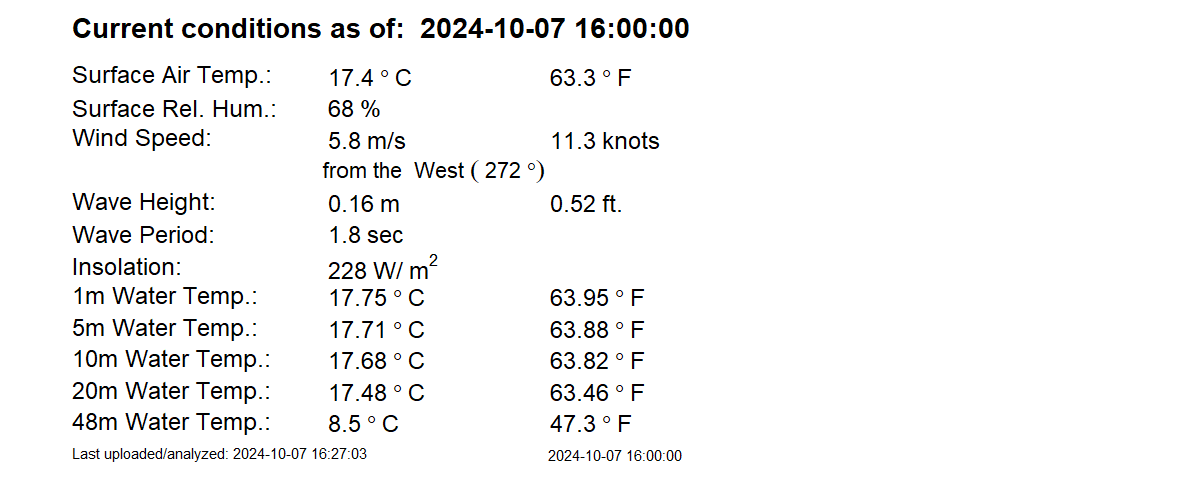 Current conditions as of:  2024-10-07 16:00:00
Surface Air Temp.: 17.4 ° C 63.3 ° F
Surface Rel. Hum.: 68 %
Wind Speed: 5.8 m/s 11.3 knots
from the  West ( 272 °)
Wave Height: 0.16 m 0.52 ft.
Wave Period: 1.8 sec
Insolation: 228 W/ m²
1m Water Temp.: 17.75 ° C 63.95 ° F
5m Water Temp.: 17.71 ° C 63.88 ° F
10m Water Temp.: 17.68 ° C 63.82 ° F
20m Water Temp.: 17.48 ° C 63.46 ° F
48m Water Temp.: 8.5 ° C 47.3 ° F
Last uploaded/analyzed: 2024-10-07 16:27:03 2024-10-07 16:00:00